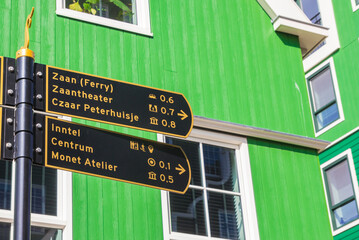 Zaan (Ferry) 0,6
Zaantheater 0,7
Czaar Peterhuisje 0,8
Inntel
Centrum 0,1
Monet Atelier 0,5